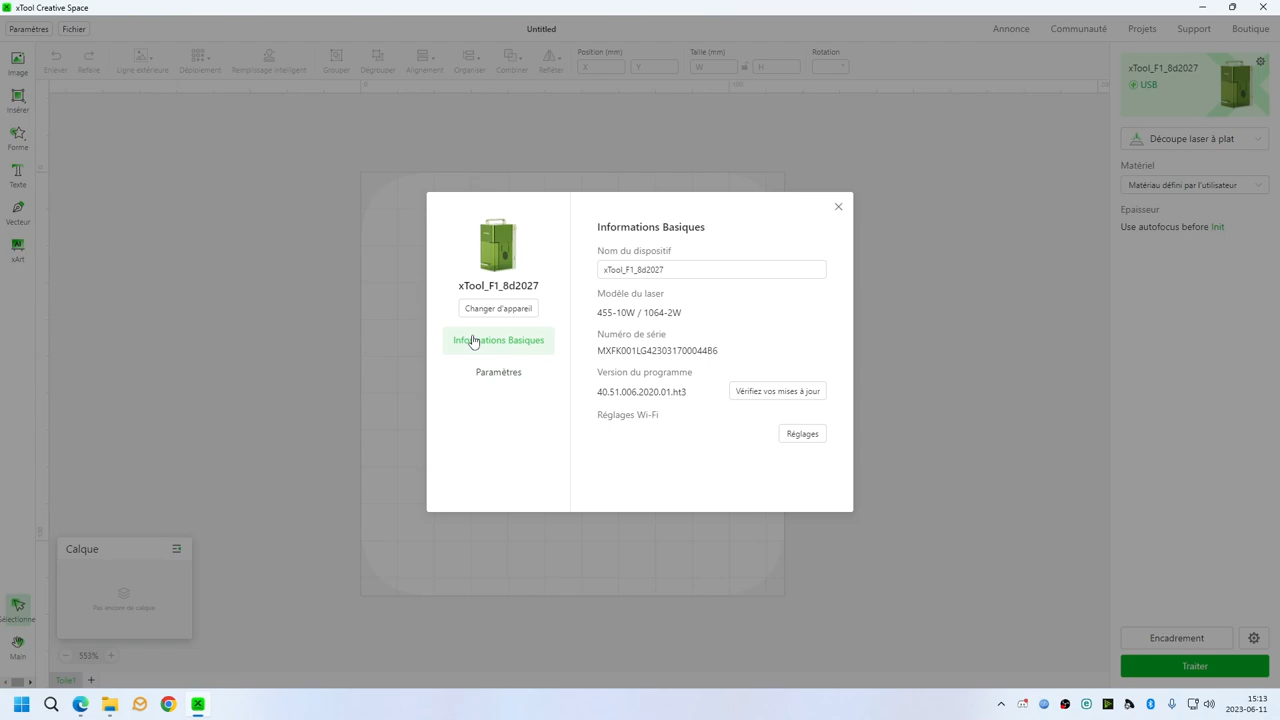 xTool Creative Space
Paramètres Fichier Untitled Annonce Communauté Projets Support Boutique
Image
Insérer
Forme
Texte
Vecteur
xArt
Sélectionne
Main
Enlever Refaire Ligne extérieure Remplissage intelligent Grouper Dégrouper Alignement Organiser Combiner Refléter
Position (mm) Taille (mm) Rotation
X Y W H °
0 100
xTool_F1_8d2027
Changer d'appareil
Informations Basiques
Paramètres
Informations Basiques
Nom du dispositif
xTool_F1_8d2027
Modèle du laser
455-10W / 1064-2W
Numéro de série
MXFK001LG423031700044B6
Version du programme
40.51.006.2020.01.ht3 Vérifiez vos mises à jour
Réglages Wi-Fi
Réglages
xTool_F1_8d2027
USB
Découpe laser à plat
Matériel
Matériau défini par l'utilisateur
Epaisseur
Use autofocus before Init
Encadrement
Traiter
Calque
Pas encore de calque.
553%
Toile1
15:13
2023-06-11